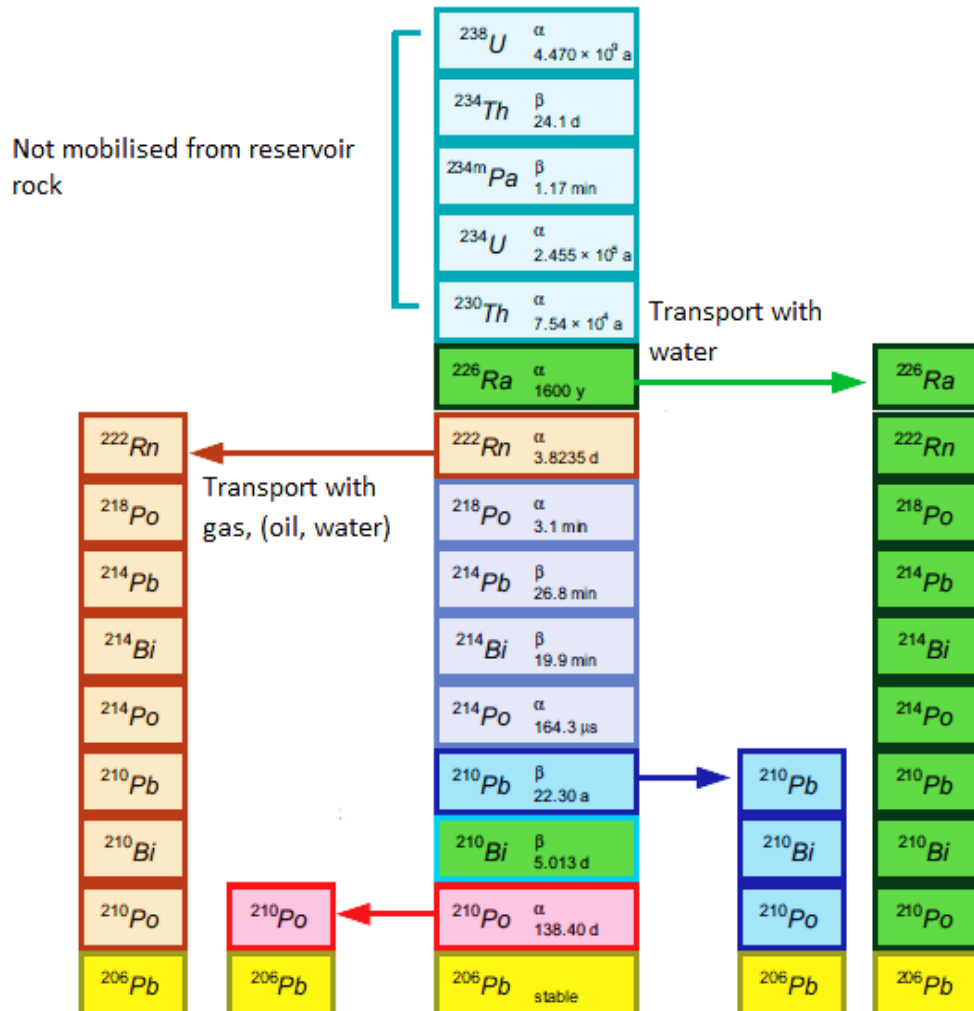 ²³⁸U α
4.470 × 10⁹ a
²³⁴Th β
24.1 d
Not mobilised from reservoir
rock
²³⁴ᵐPa β
1.17 min
²³⁴U α
2.455 × 10⁵ a
²³⁰Th α
7.54 × 10⁴ a
Transport with
water
²²⁶Ra α
1600 y
²²⁶Ra
²²²Rn
²²²Rn α
3.8235 d
²²²Rn
Transport with
gas, (oil, water)
²¹⁸Po
²¹⁸Po α
3.1 min
²¹⁸Po
²¹⁴Pb
²¹⁴Pb β
26.8 min
²¹⁴Pb
²¹⁴Bi
²¹⁴Bi β
19.9 min
²¹⁴Bi
²¹⁴Po
²¹⁴Po α
164.3 µs
²¹⁴Po
²¹⁰Pb
²¹⁰Pb β
22.30 a
²¹⁰Pb
²¹⁰Pb
²¹⁰Bi
²¹⁰Bi β
5.013 d
²¹⁰Bi
²¹⁰Bi
²¹⁰Po
²¹⁰Po
²¹⁰Po α
138.40 d
²¹⁰Po
²¹⁰Po
²⁰⁶Pb
²⁰⁶Pb
²⁰⁶Pb
stable
²⁰⁶Pb
²⁰⁶Pb